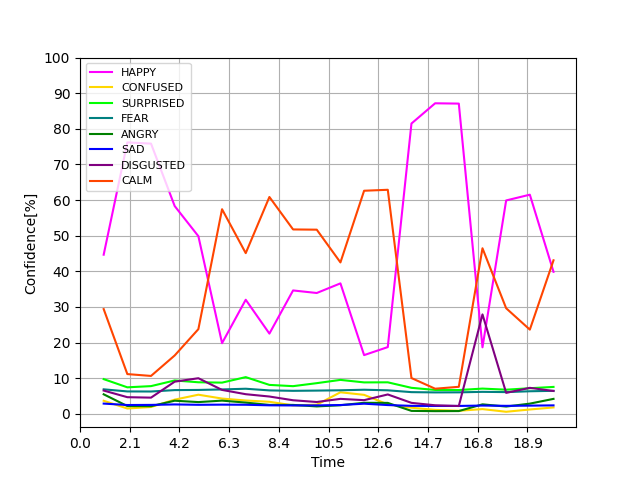 100
90
80
70
60
50
40
30
20
10
0
Confidence[%]
HAPPY
CONFUSED
SURPRISED
FEAR
ANGRY
SAD
DISGUSTED
CALM
0.0 2.1 4.2 6.3 8.4 10.5 12.6 14.7 16.8 18.9
Time